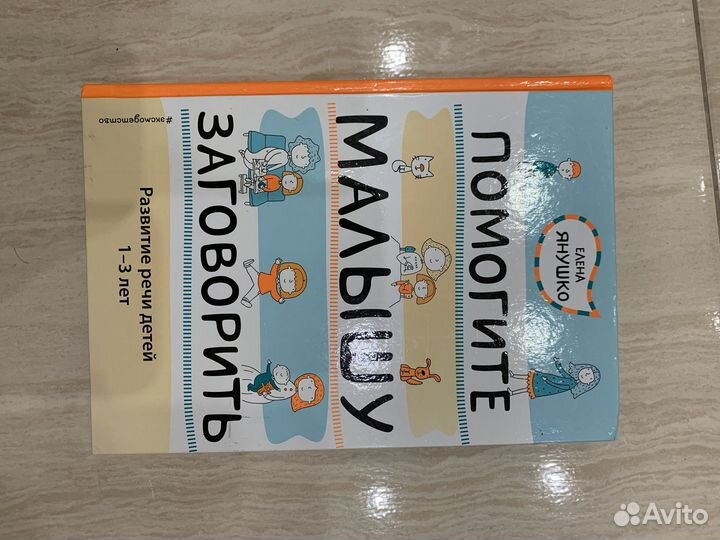 ЕЛЕНА
ЯНУШКО
ПОМОГИТЕ
МАЛЫШУ
ЗАГОВОРИТЬ
Развитие речи детей
1–3 лет
#эксмодетство
Avito